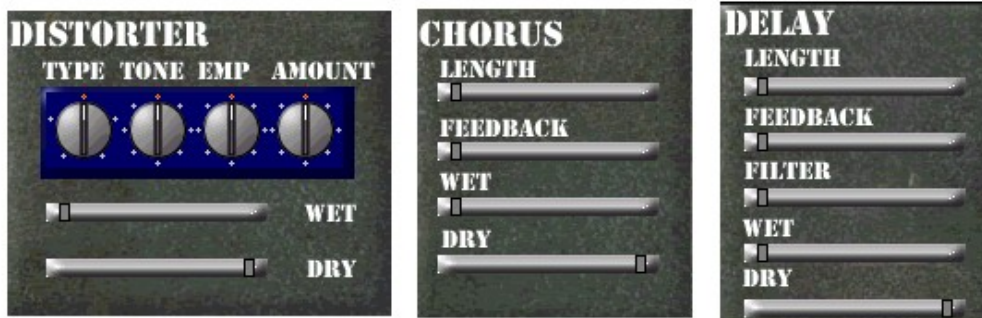 DISTORTER
TYPE TONE EMP AMOUNT
WET
DRY
CHORUS
LENGTH
FEEDBACK
WET
DRY
DELAY
LENGTH
FEEDBACK
FILTER
WET
DRY